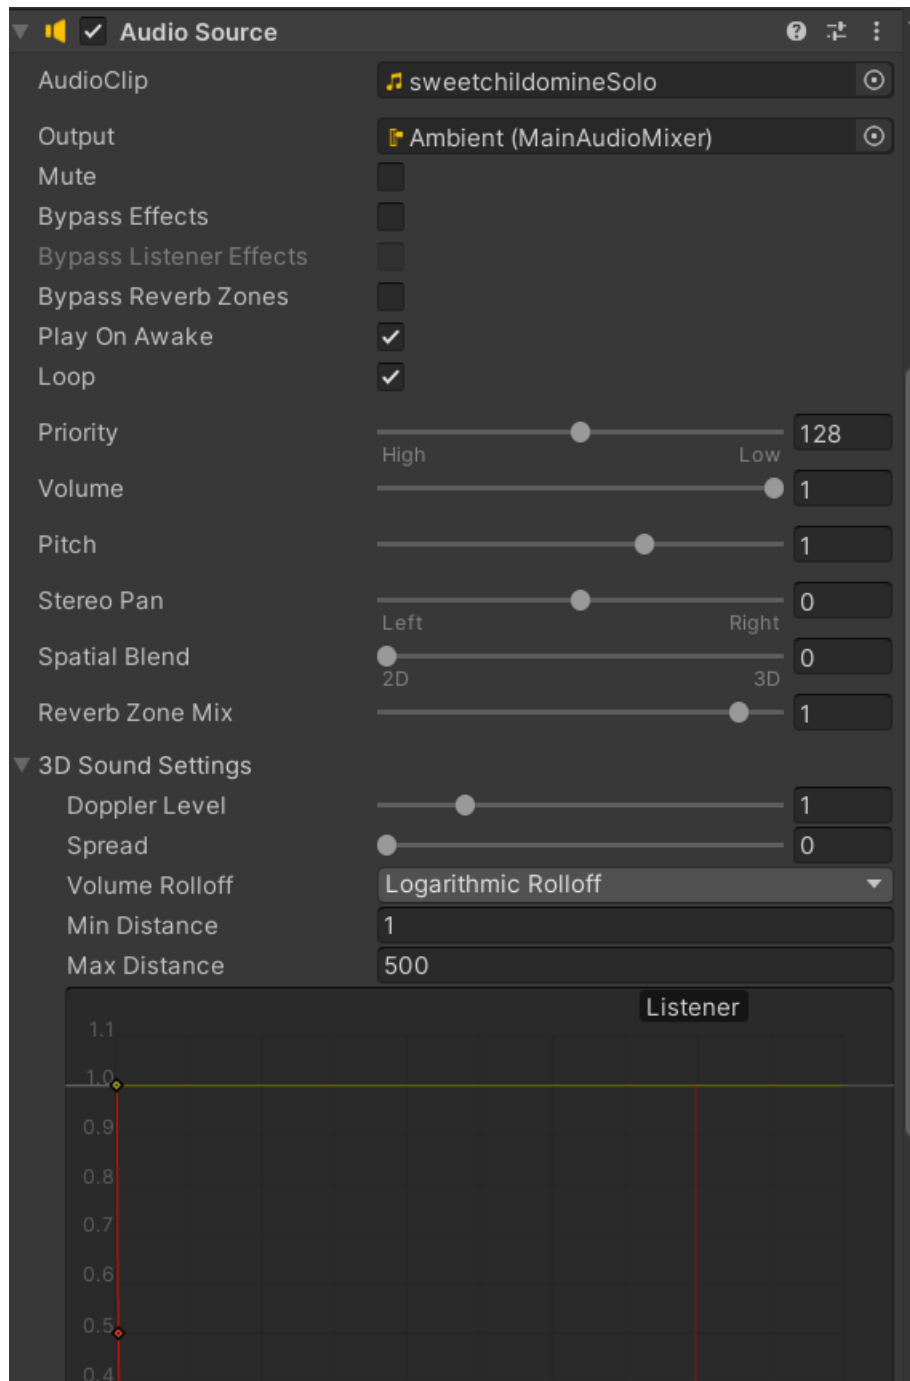 Audio Source
AudioClip sweetchildomineSolo
Output Ambient (MainAudioMixer)
Mute
Bypass Effects
Bypass Listener Effects
Bypass Reverb Zones
Play On Awake
Loop
Priority 128
High Low
Volume 1
Pitch 1
Stereo Pan 0
Left Right
Spatial Blend 0
2D 3D
Reverb Zone Mix 1
3D Sound Settings
Doppler Level 1
Spread 0
Volume Rolloff Logarithmic Rolloff
Min Distance 1
Max Distance 500
Listener
1.1
1.0
0.9
0.8
0.7
0.6
0.5
0.4